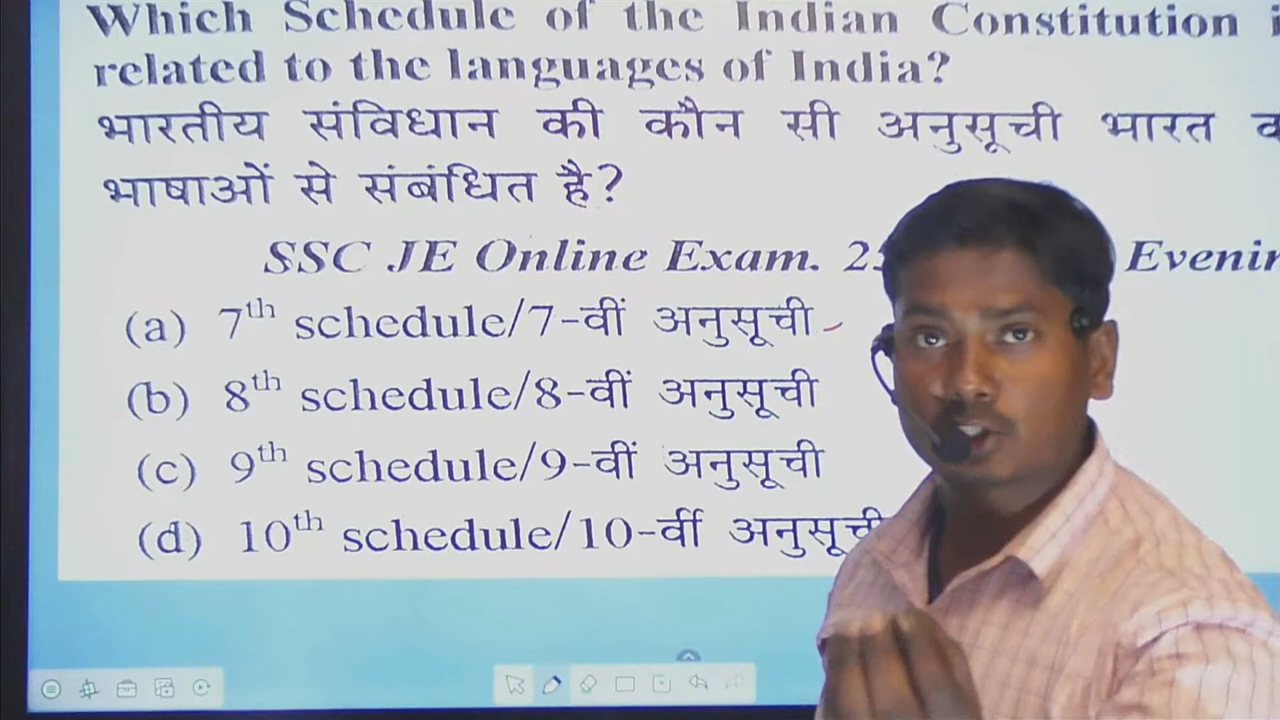 Which Schedule of the Indian Constitution
related to the languages of India?
भारतीय संविधान की कौन सी अनुसूची भारत
भाषाओं से संबंधित है?
SSC JE Online Exam.
(a) 7th schedule/7-वीं अनुसूची
(b) 8th schedule/8-वीं अनुसूची
(c) 9th schedule/9-वीं अनुसूची
(d) 10th schedule/10-वीं अनुसूची